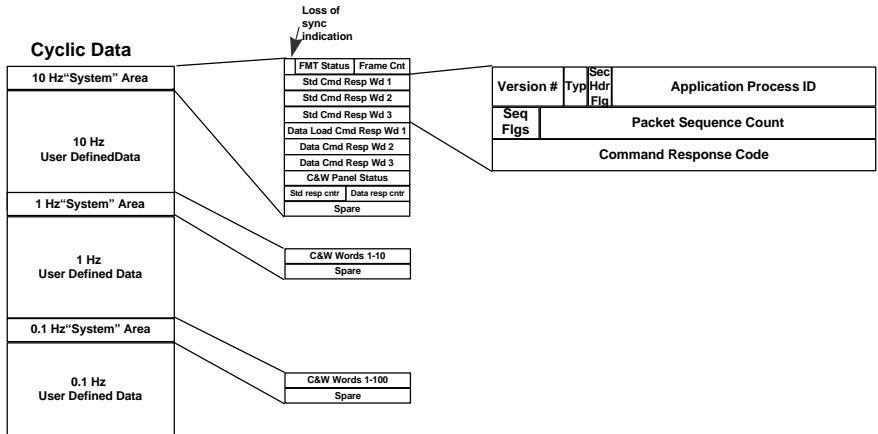 Loss of
sync
indication
Cyclic Data
10 Hz“System” Area
10 Hz
User DefinedData
1 Hz“System” Area
1 Hz
User Defined Data
0.1 Hz“System” Area
0.1 Hz
User Defined Data
FMT Status Frame Cnt
Std Cmd Resp Wd 1
Std Cmd Resp Wd 2
Std Cmd Resp Wd 3
Data Load Cmd Resp Wd 1
Data Cmd Resp Wd 2
Data Cmd Resp Wd 3
C&W Panel Status
Std resp cntr Data resp cntr
Spare
C&W Words 1-10
Spare
C&W Words 1-100
Spare
Version # Typ Sec Hdr Flg Application Process ID
Seq Flgs Packet Sequence Count
Command Response Code